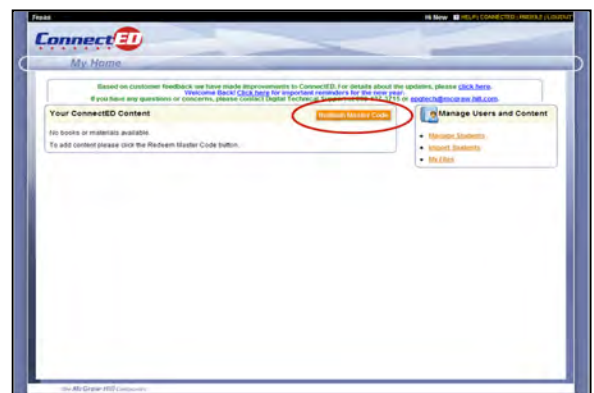 Hi New HELP | CONNECTED | LOGOUT
ConnectED
My Home
Based on customer feedback we have made improvements to ConnectED. For details about the updates, please click here.
Welcome Back! Click here for important reminders for the new year.
If you have any questions or concerns, please contact Digital Technical Support or epgtech@mcgraw-hill.com.
Your ConnectED Content
Redeem Master Code
Manage Users and Content
No books or materials available.
To add content please click the Redeem Master Code button.
Manage Students
Import Students
My Files
The McGraw-Hill Companies